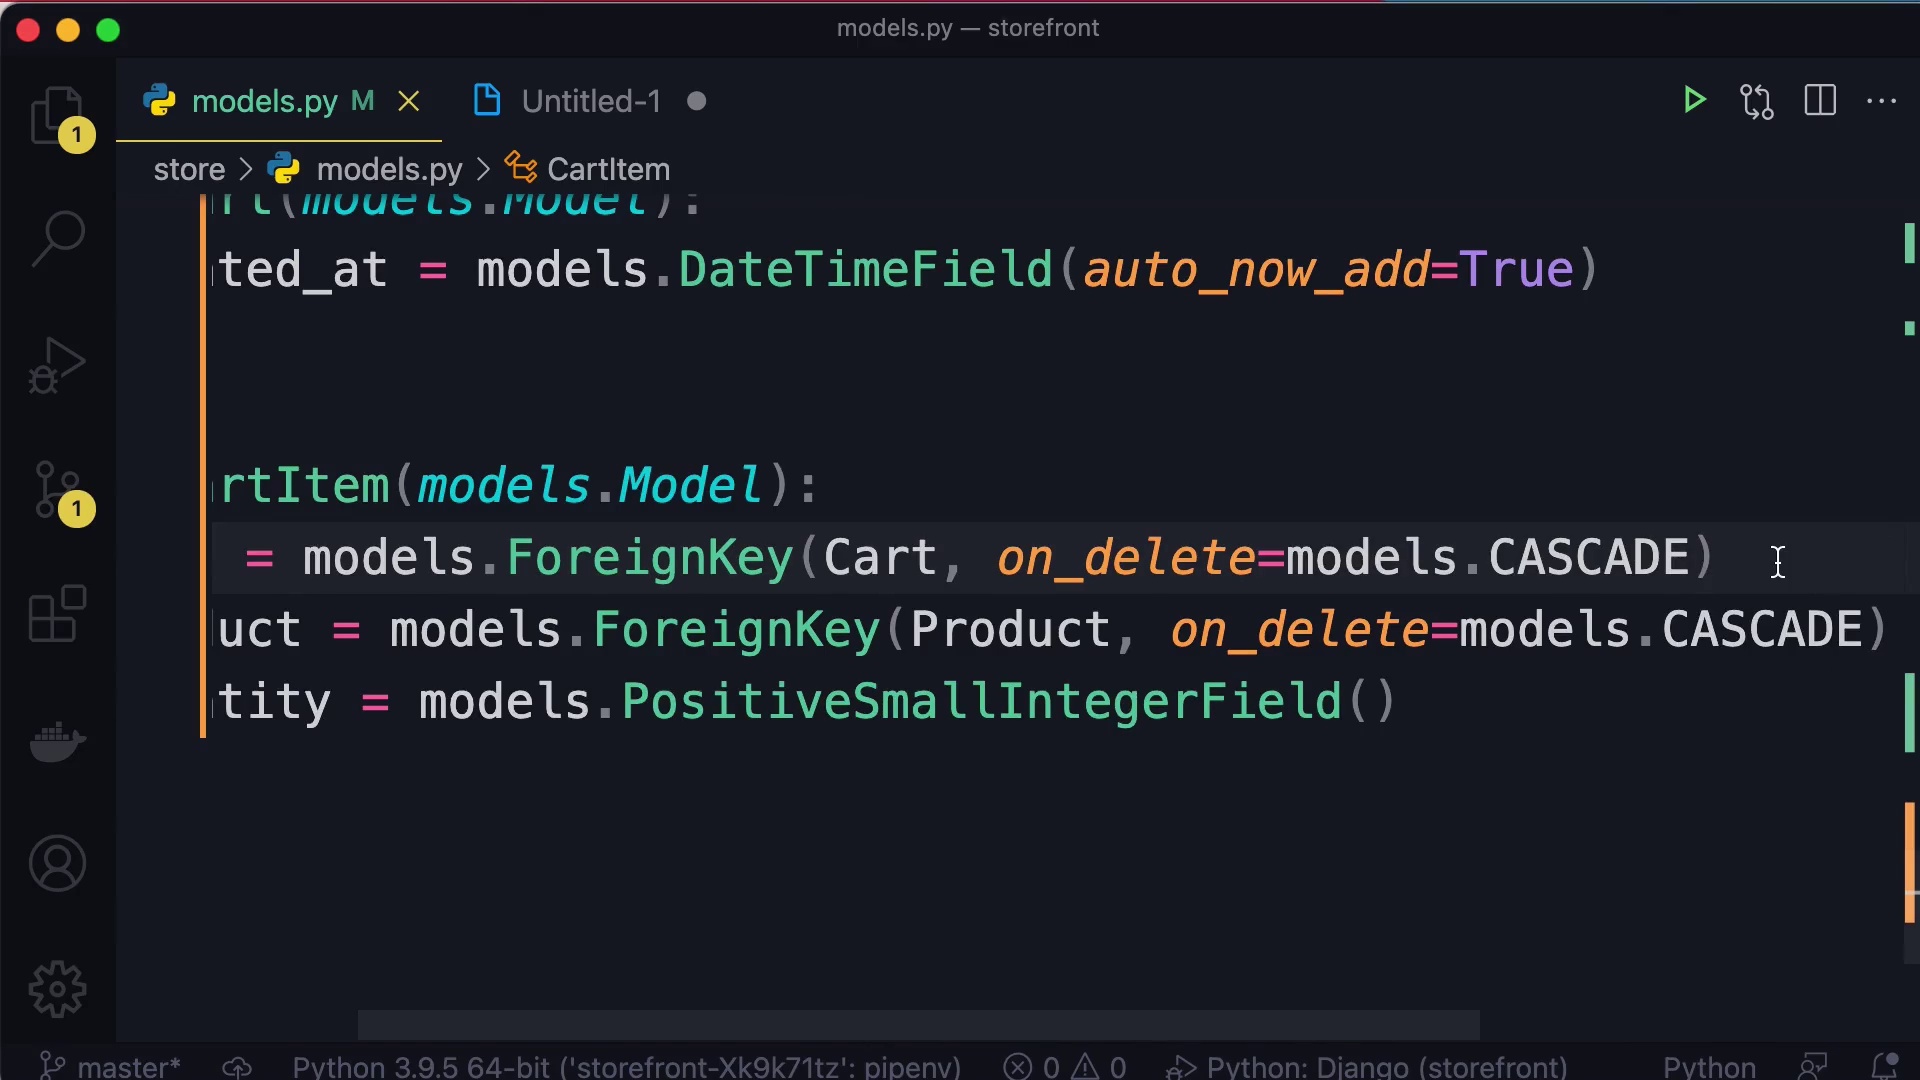 models.py — storefront
models.py M
Untitled-1
store > models.py > CartItem
rt(models.Model):
ted_at = models.DateTimeField(auto_now_add=True)
rtItem(models.Model):
= models.ForeignKey(Cart, on_delete=models.CASCADE)
uct = models.ForeignKey(Product, on_delete=models.CASCADE)
tity = models.PositiveSmallIntegerField()
1
1
master* Python 3.9.5 64-bit ('storefront-Xk9k71tz': pipenv) 0 0 Python: Django (storefront) Python